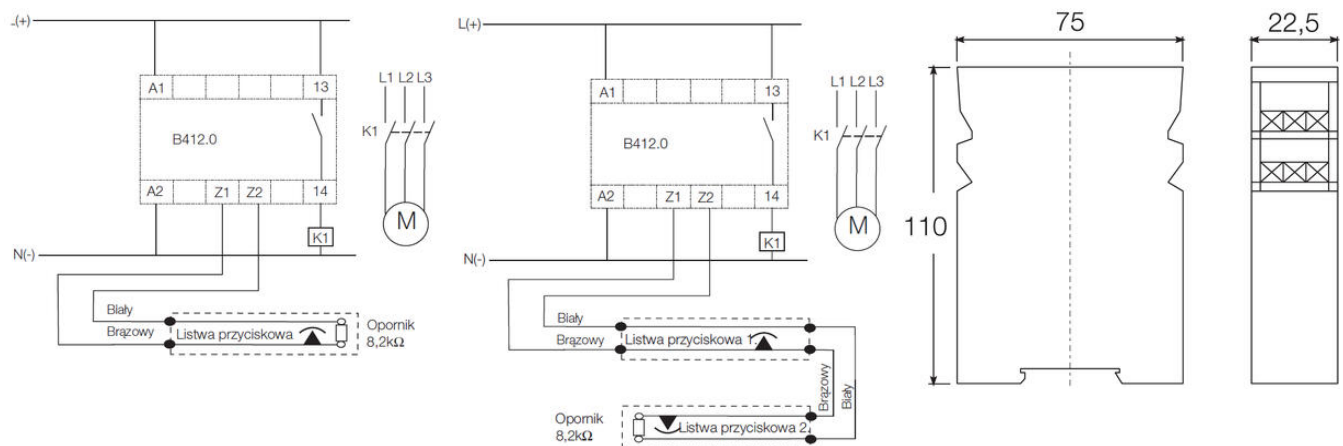 .(+)
A1
13
B412.0
A2
Z1
Z2
14
K1
N(-)
L1 L2 L3
K1
M
Biały
Brązowy
Listwa przyciskowa
Opornik
8,2kΩ
L(+)
A1
13
B412.0
A2
Z1
Z2
14
K1
N(-)
L1 L2 L3
K1
M
Biały
Brązowy
Listwa przyciskowa 1.
Brązowy
Biały
Opornik
8,2kΩ
Listwa przyciskowa 2.
75
22,5
110